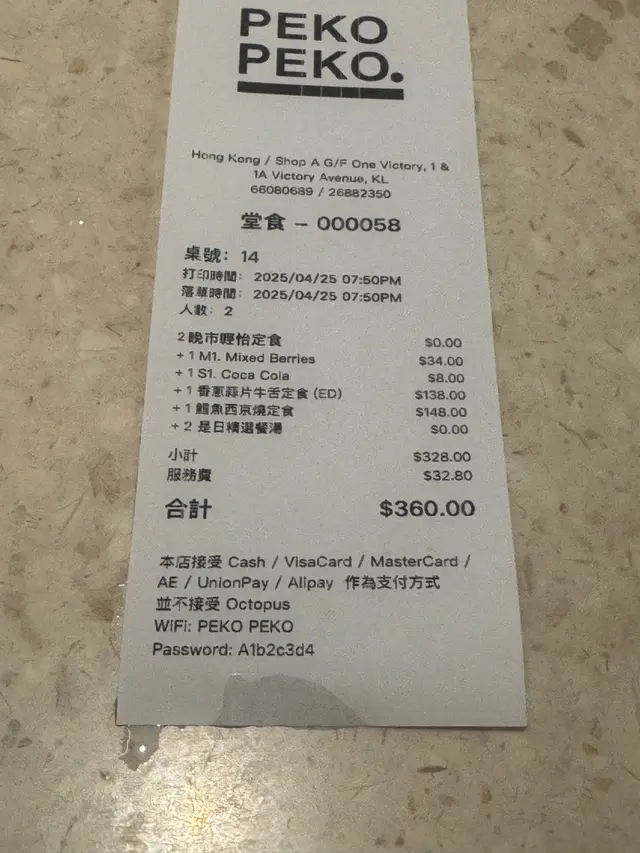 PEKO
PEKO.
Hong Kong / Shop A G/F One Victory, 1 &
1A Victory Avenue, KL
66080689 / 26882350
堂食 – 000058
桌號: 14
打印時間: 2025/04/25 07:50PM
落單時間: 2025/04/25 07:50PM
人數: 2
2 晚市嚦怡定食 $0.00
+ 1 M1. Mixed Berries $34.00
+ 1 S1. Coca Cola $8.00
+ 1 香蔥蒜片牛舌定食 (ED) $138.00
+ 1 鱈魚西京燒定食 $148.00
+ 2 是日精選餐湯 $0.00
小計 $328.00
服務費 $32.80
合計 $360.00
本店接受 Cash / VisaCard / MasterCard /
AE / UnionPay / Alipay 作為支付方式
並不接受 Octopus
WiFi: PEKO PEKO
Password: A1b2c3d4